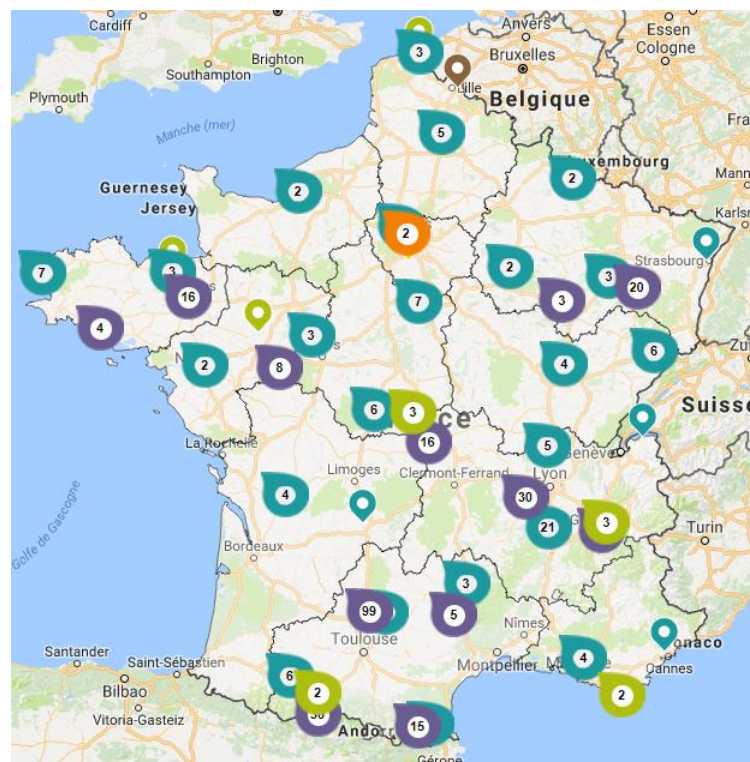 Cardiff
Anvers
Essen
Cologne
Bruxelles
Brighton
Southampton
Plymouth
3
Lille
Belgique
Manche (mer)
5
Luxembourg
2
Guernesey
Jersey
2
Karls
2
Strasbourg
7
3
16
2
3
20
3
7
4
3
2
8
4
6
Suisse
6
3
16
5
Genève
La Rochelle
Limoges
Clermont-Ferrand
Lyon
4
30
21
3
Turin
Golfe de Gascogne
Bordeaux
3
99
5
Nîmes
Toulouse
Montpellier
Monaco
Cannes
4
Santander
Saint-Sébastien
Bilbao
Vitoria-Gasteiz
6
2
2
15
Andorr
Gérone